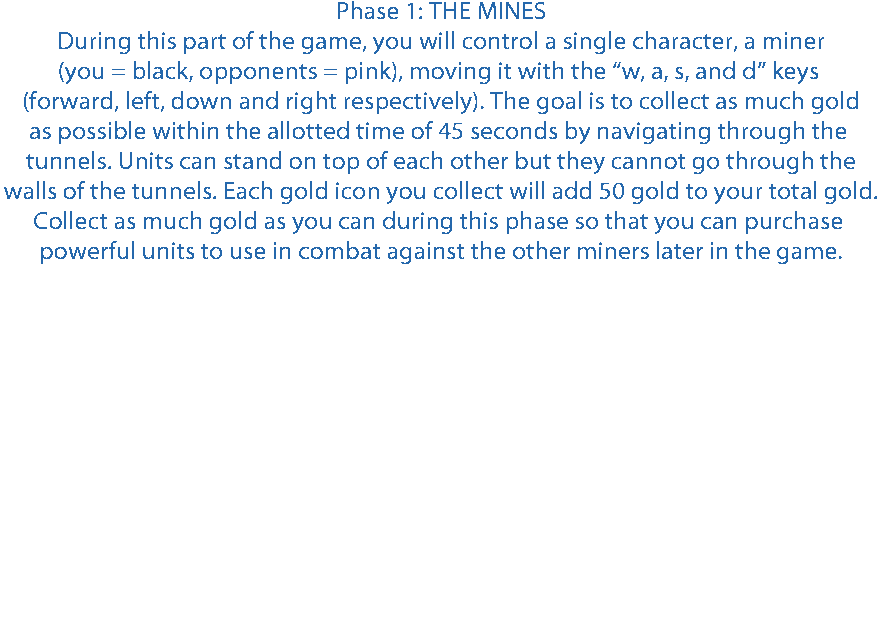 Phase 1: THE MINES
During this part of the game, you will control a single character, a miner
(you = black, opponents = pink), moving it with the “w, a, s, and d” keys
(forward, left, down and right respectively). The goal is to collect as much gold
as possible within the allotted time of 45 seconds by navigating through the
tunnels. Units can stand on top of each other but they cannot go through the
walls of the tunnels. Each gold icon you collect will add 50 gold to your total gold.
Collect as much gold as you can during this phase so that you can purchase
powerful units to use in combat against the other miners later in the game.